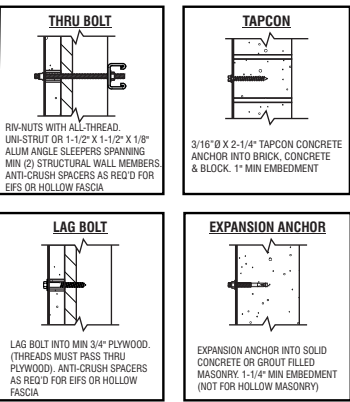 THRU BOLT
RIV-NUTS WITH ALL-THREAD.
UNI-STRUT OR 1-1/2" X 1-1/2" X 1/8"
ALUM ANGLE SLEEPERS SPANNING
MIN (2) STRUCTURAL WALL MEMBERS.
ANTI-CRUSH SPACERS AS REQ'D FOR
EIFS OR HOLLOW FASCIA
TAPCON
3/16"Ø X 2-1/4" TAPCON CONCRETE
ANCHOR INTO BRICK, CONCRETE
& BLOCK. 1" MIN EMBEDMENT
LAG BOLT
LAG BOLT INTO MIN 3/4" PLYWOOD.
(THREADS MUST PASS THRU
PLYWOOD). ANTI-CRUSH SPACERS
AS REQ'D FOR EIFS OR HOLLOW
FASCIA
EXPANSION ANCHOR
EXPANSION ANCHOR INTO SOLID
CONCRETE OR GROUT FILLED
MASONRY. 1-1/4" MIN EMBEDMENT
(NOT FOR HOLLOW MASONRY)